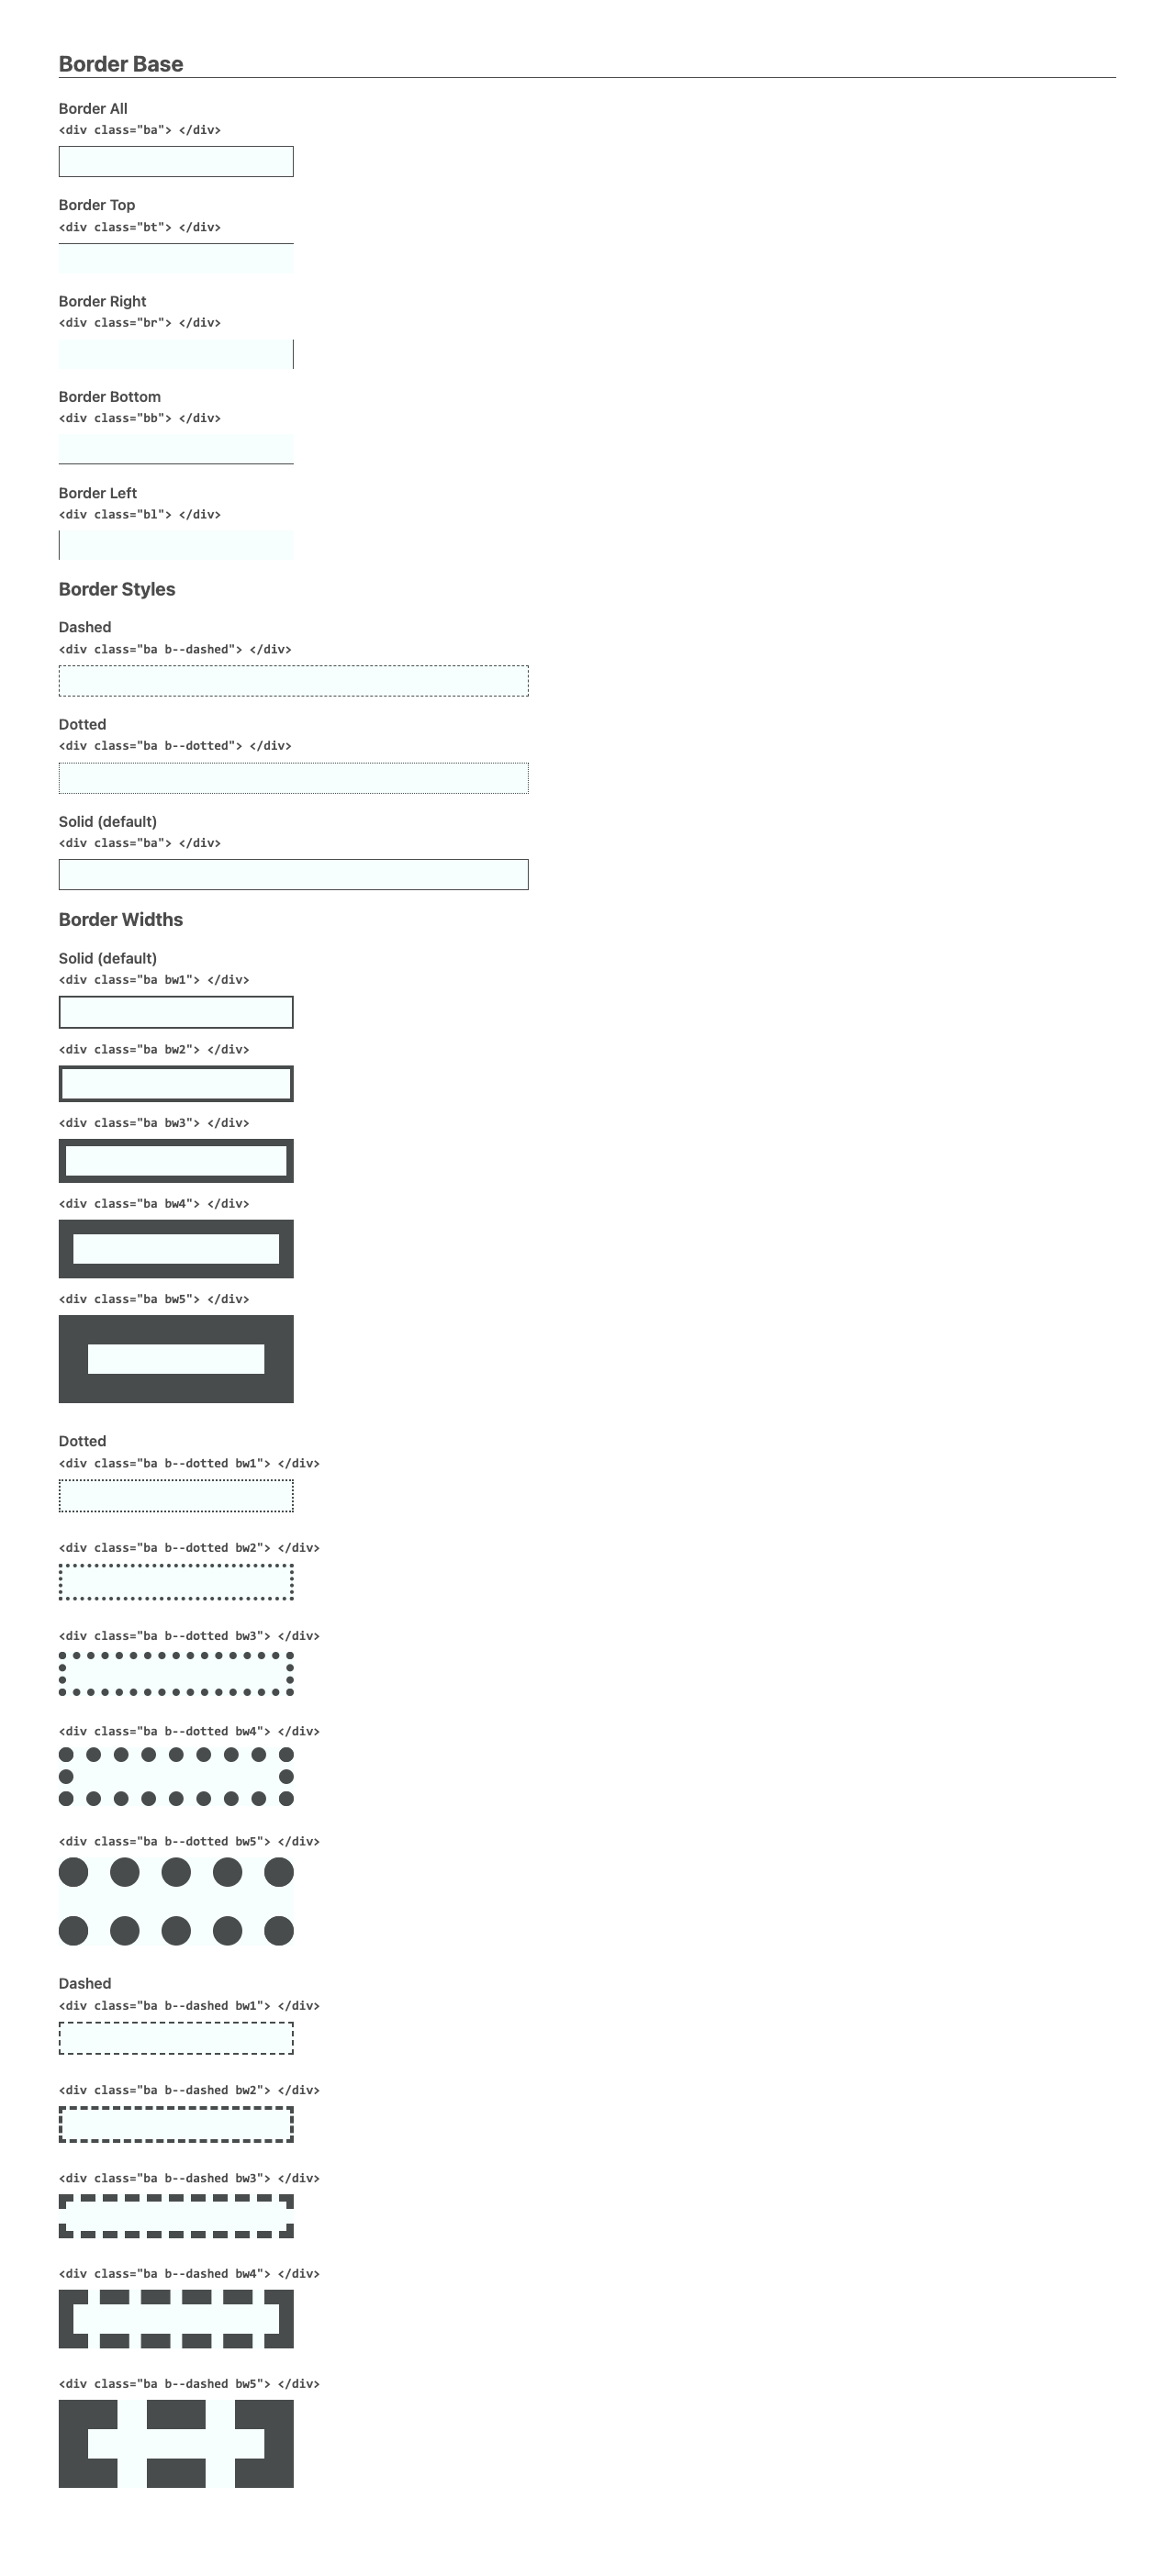 Border Base
Border All
<div class="ba"> </div>
Border Top
<div class="bt"> </div>
Border Right
<div class="br"> </div>
Border Bottom
<div class="bb"> </div>
Border Left
<div class="bl"> </div>
Border Styles
Dashed
<div class="ba b--dashed"> </div>
Dotted
<div class="ba b--dotted"> </div>
Solid (default)
<div class="ba"> </div>
Border Widths
Solid (default)
<div class="ba bw1"> </div>
<div class="ba bw2"> </div>
<div class="ba bw3"> </div>
<div class="ba bw4"> </div>
<div class="ba bw5"> </div>
Dotted
<div class="ba b--dotted bw1"> </div>
<div class="ba b--dotted bw2"> </div>
<div class="ba b--dotted bw3"> </div>
<div class="ba b--dotted bw4"> </div>
<div class="ba b--dotted bw5"> </div>
Dashed
<div class="ba b--dashed bw1"> </div>
<div class="ba b--dashed bw2"> </div>
<div class="ba b--dashed bw3"> </div>
<div class="ba b--dashed bw4"> </div>
<div class="ba b--dashed bw5"> </div>